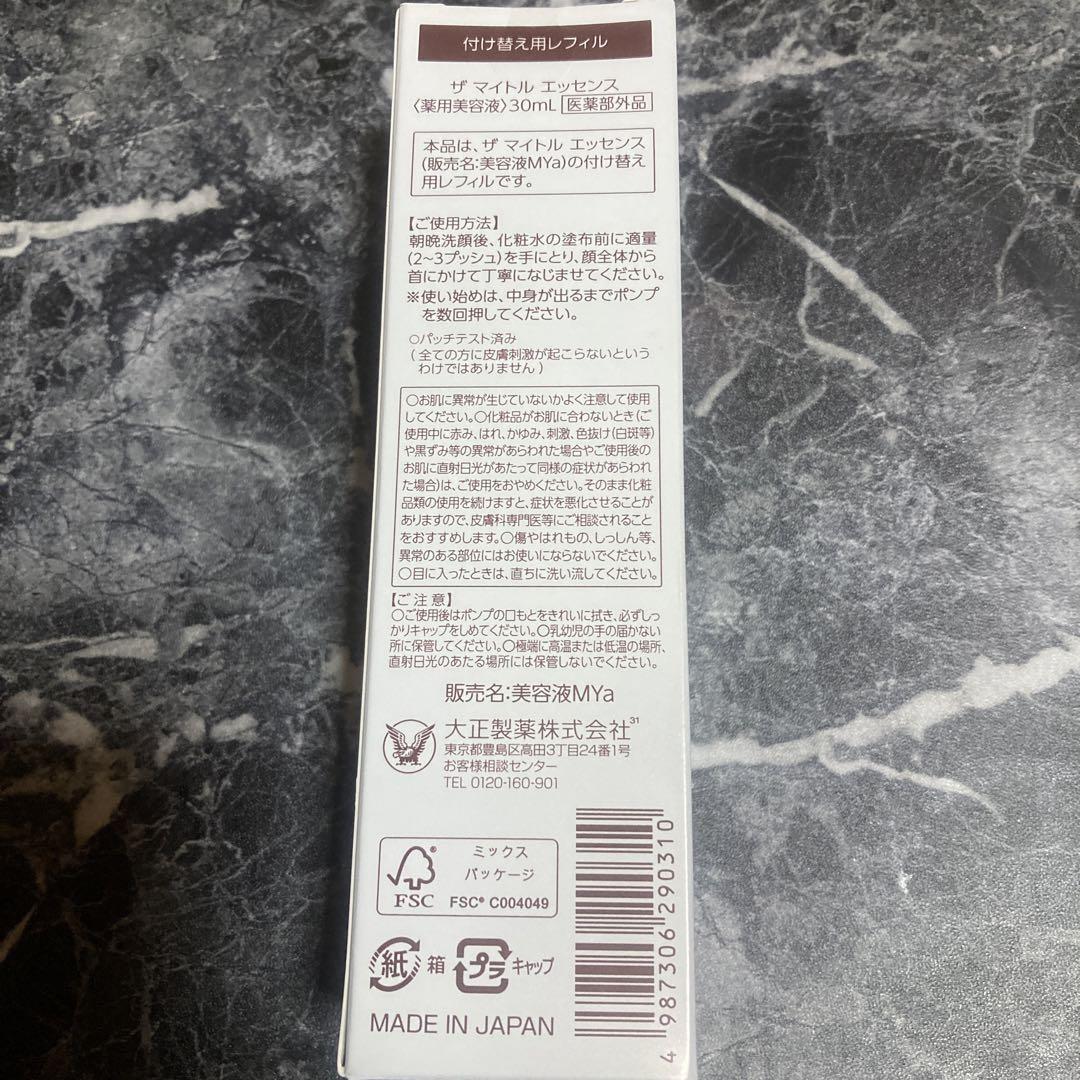 付け替え用レフィル
ザ マイトル エッセンス
〈薬用美容液〉30mL 医薬部外品
本品は、ザ マイトル エッセンス
(販売名:美容液MYa)の付け替え
用レフィルです。
【ご使用方法】
朝晩洗顔後、化粧水の塗布前に適量
(2~3プッシュ)を手にとり、顔全体から
首にかけて丁寧になじませてください。
※使い始めは、中身が出るまでポンプ
を数回押してください。
○パッチテスト済み
(全ての方に皮膚刺激が起こらないという
わけではありません)
○お肌に異常が生じていないかよく注意して使用
してください。○化粧品がお肌に合わないとき(ご
使用中に赤み、はれ、かゆみ、刺激、色抜け(白斑等)
や黒ずみ等の異常があらわれた場合やご使用後の
お肌に直射日光があたって同様の症状があらわれ
た場合)は、ご使用をおやめください。そのまま化粧
品類の使用を続けますと、症状を悪化させることが
ありますので、皮膚科専門医等にご相談されること
をおすすめします。○傷やはれもの、しっしん等、
異常のある部位にはお使いにならないでください。
○目に入ったときは、直ちに洗い流してください。
【ご注意】
○ご使用後はポンプの口もとをきれいに拭き、必ずしっ
かりキャップをしめてください。○乳幼児の手の届かない
所に保管してください。○極端に高温または低温の場所、
直射日光のあたる場所には保管しないでください。
販売名:美容液MYa
大正製薬株式会社31
東京都豊島区高田3丁目24番1号
お客様相談センター
TEL 0120-160-901
FSC
ミックス
パッケージ
FSC® C004049
紙 箱 プラ キャップ
MADE IN JAPAN
4 987306 290310